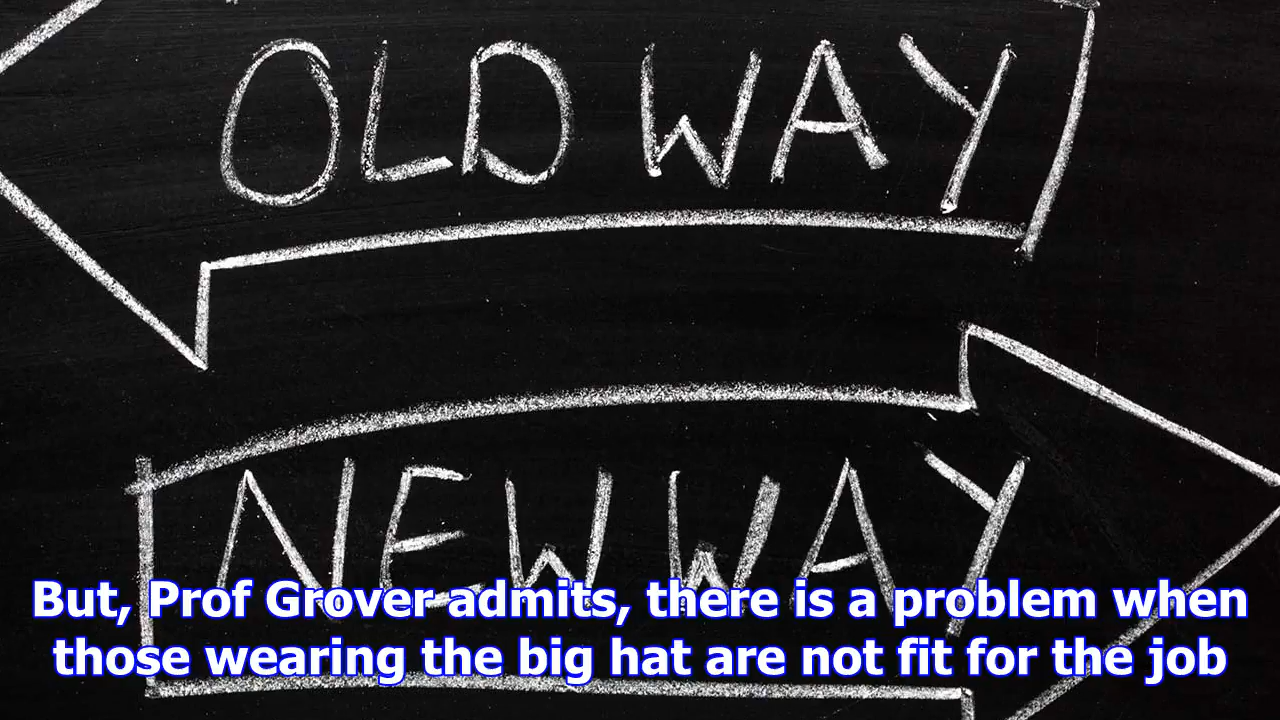 OLD WAY
NEW WAY
But, Prof Grover admits, there is a problem when
those wearing the big hat are not fit for the job